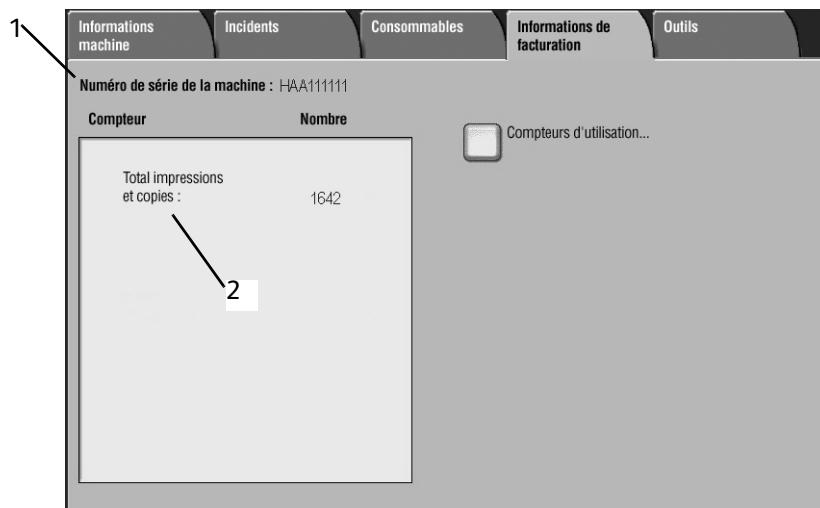 1
Informations
machine
Incidents
Consommables
Informations de
facturation
Outils
Numéro de série de la machine : HAA111111
Compteur Nombre
Compteurs d'utilisation...
Total impressions
et copies : 1642
2